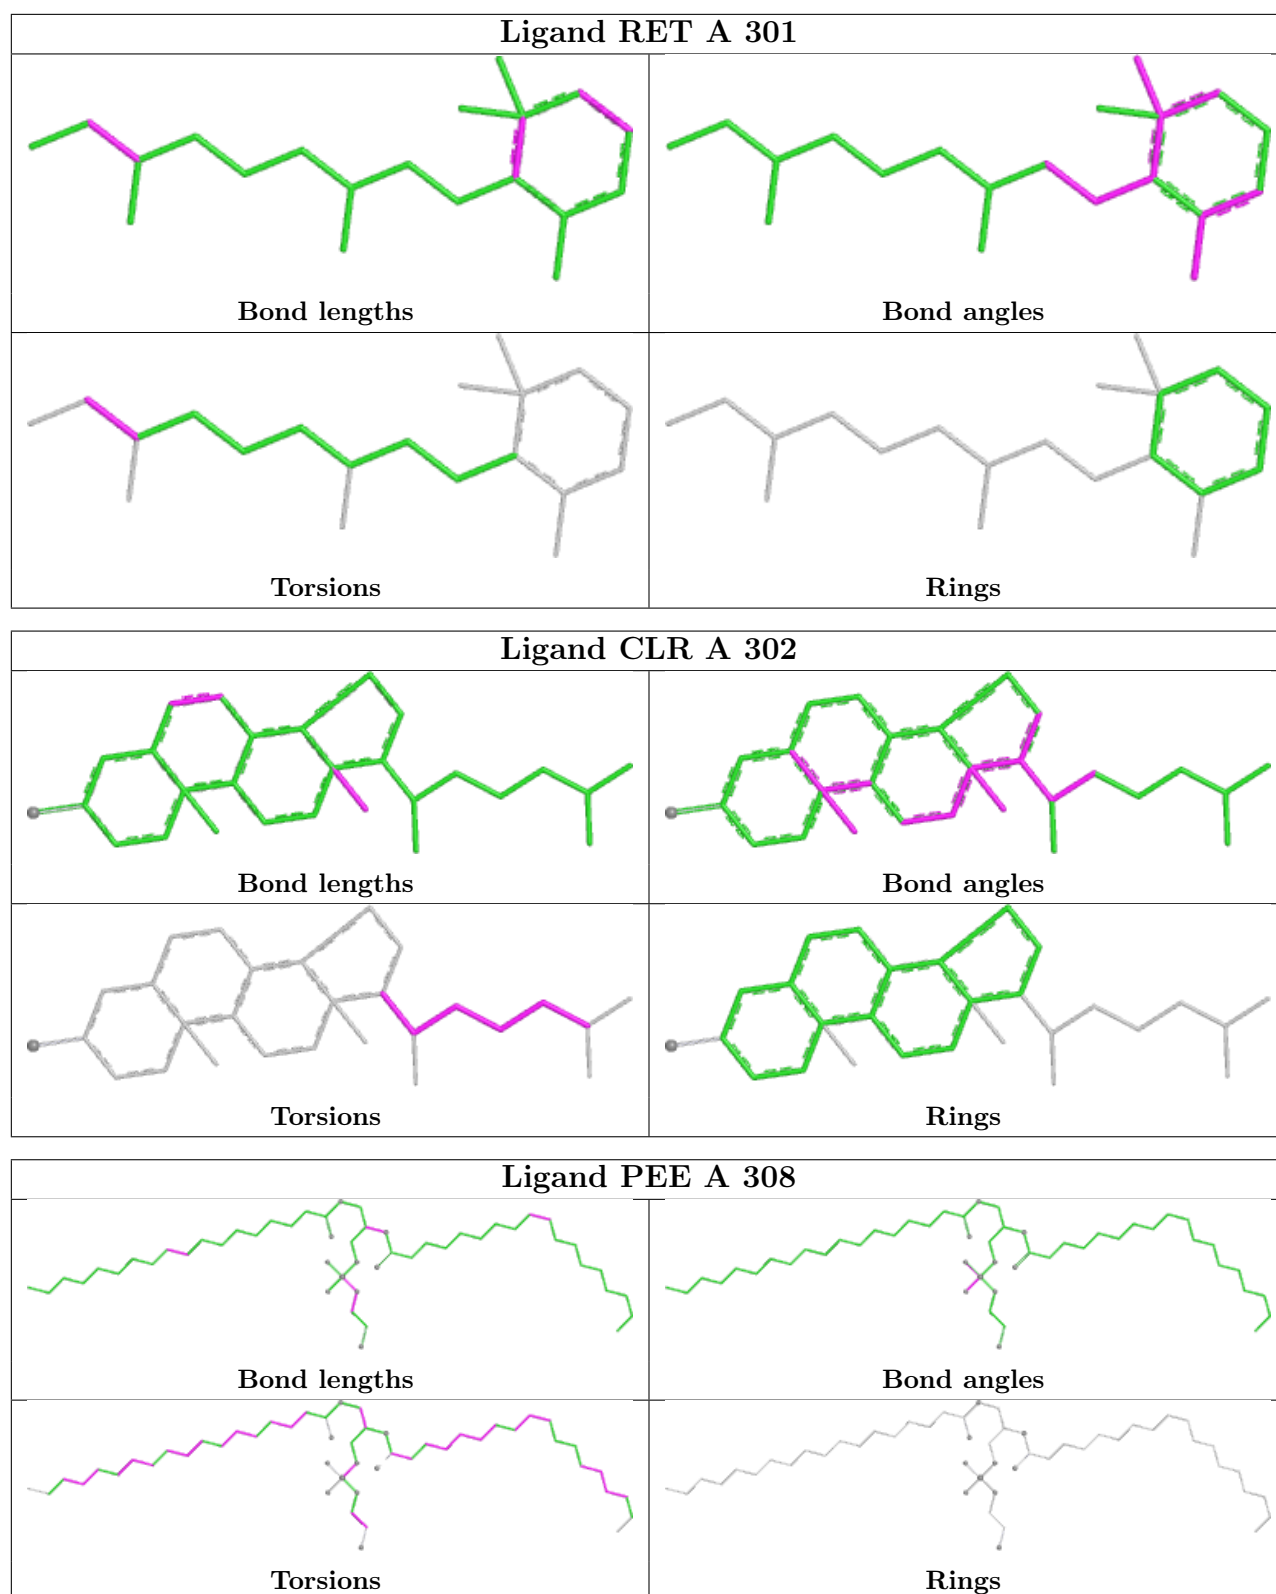 Ligand RET A 301
Bond lengths
Bond angles
Torsions
Rings
Ligand CLR A 302
Bond lengths
Bond angles
Torsions
Rings
Ligand PEE A 308
Bond lengths
Bond angles
Torsions
Rings